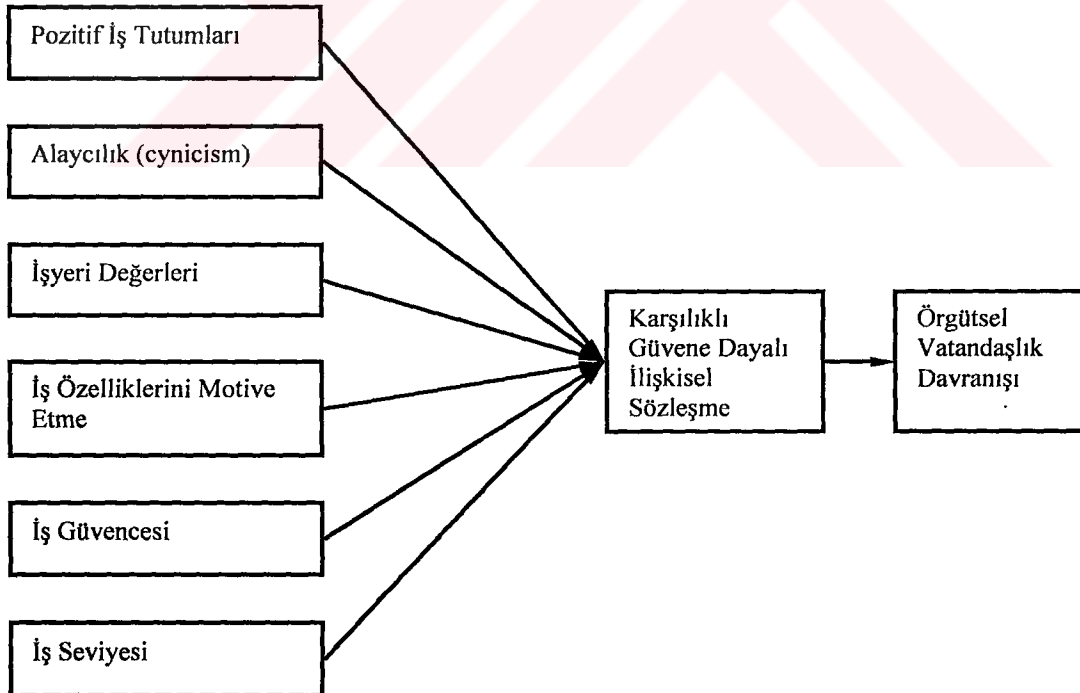 Pozitif İş Tutumları
Alaycılık (cynicism)
İşyeri Değerleri
İş Özelliklerini Motive
Etme
İş Güvencesi
İş Seviyesi
Karşılıklı
Güvene Dayalı
İlişkisel
Sözleşme
Örgütsel
Vatandaşlık
Davranışı